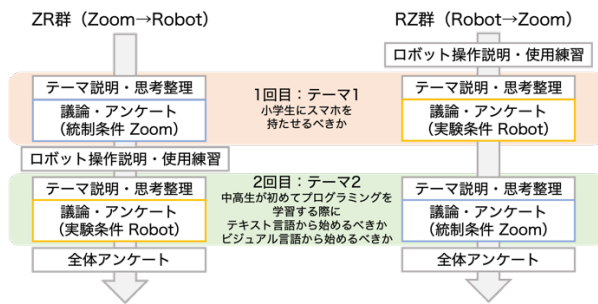 ZR群（Zoom→Robot）
RZ群（Robot→Zoom）
ロボット操作説明・使用練習
テーマ説明・思考整理
議論・アンケート
（統制条件 Zoom）
1回目：テーマ1
小学生にスマホを
持たせるべきか
テーマ説明・思考整理
議論・アンケート
（実験条件 Robot）
ロボット操作説明・使用練習
テーマ説明・思考整理
議論・アンケート
（実験条件 Robot）
2回目：テーマ2
中高生が初めてプログラミングを
学習する際に
テキスト言語から始めるべきか
ビジュアル言語から始めるべきか
テーマ説明・思考整理
議論・アンケート
（統制条件 Zoom）
全体アンケート
全体アンケート